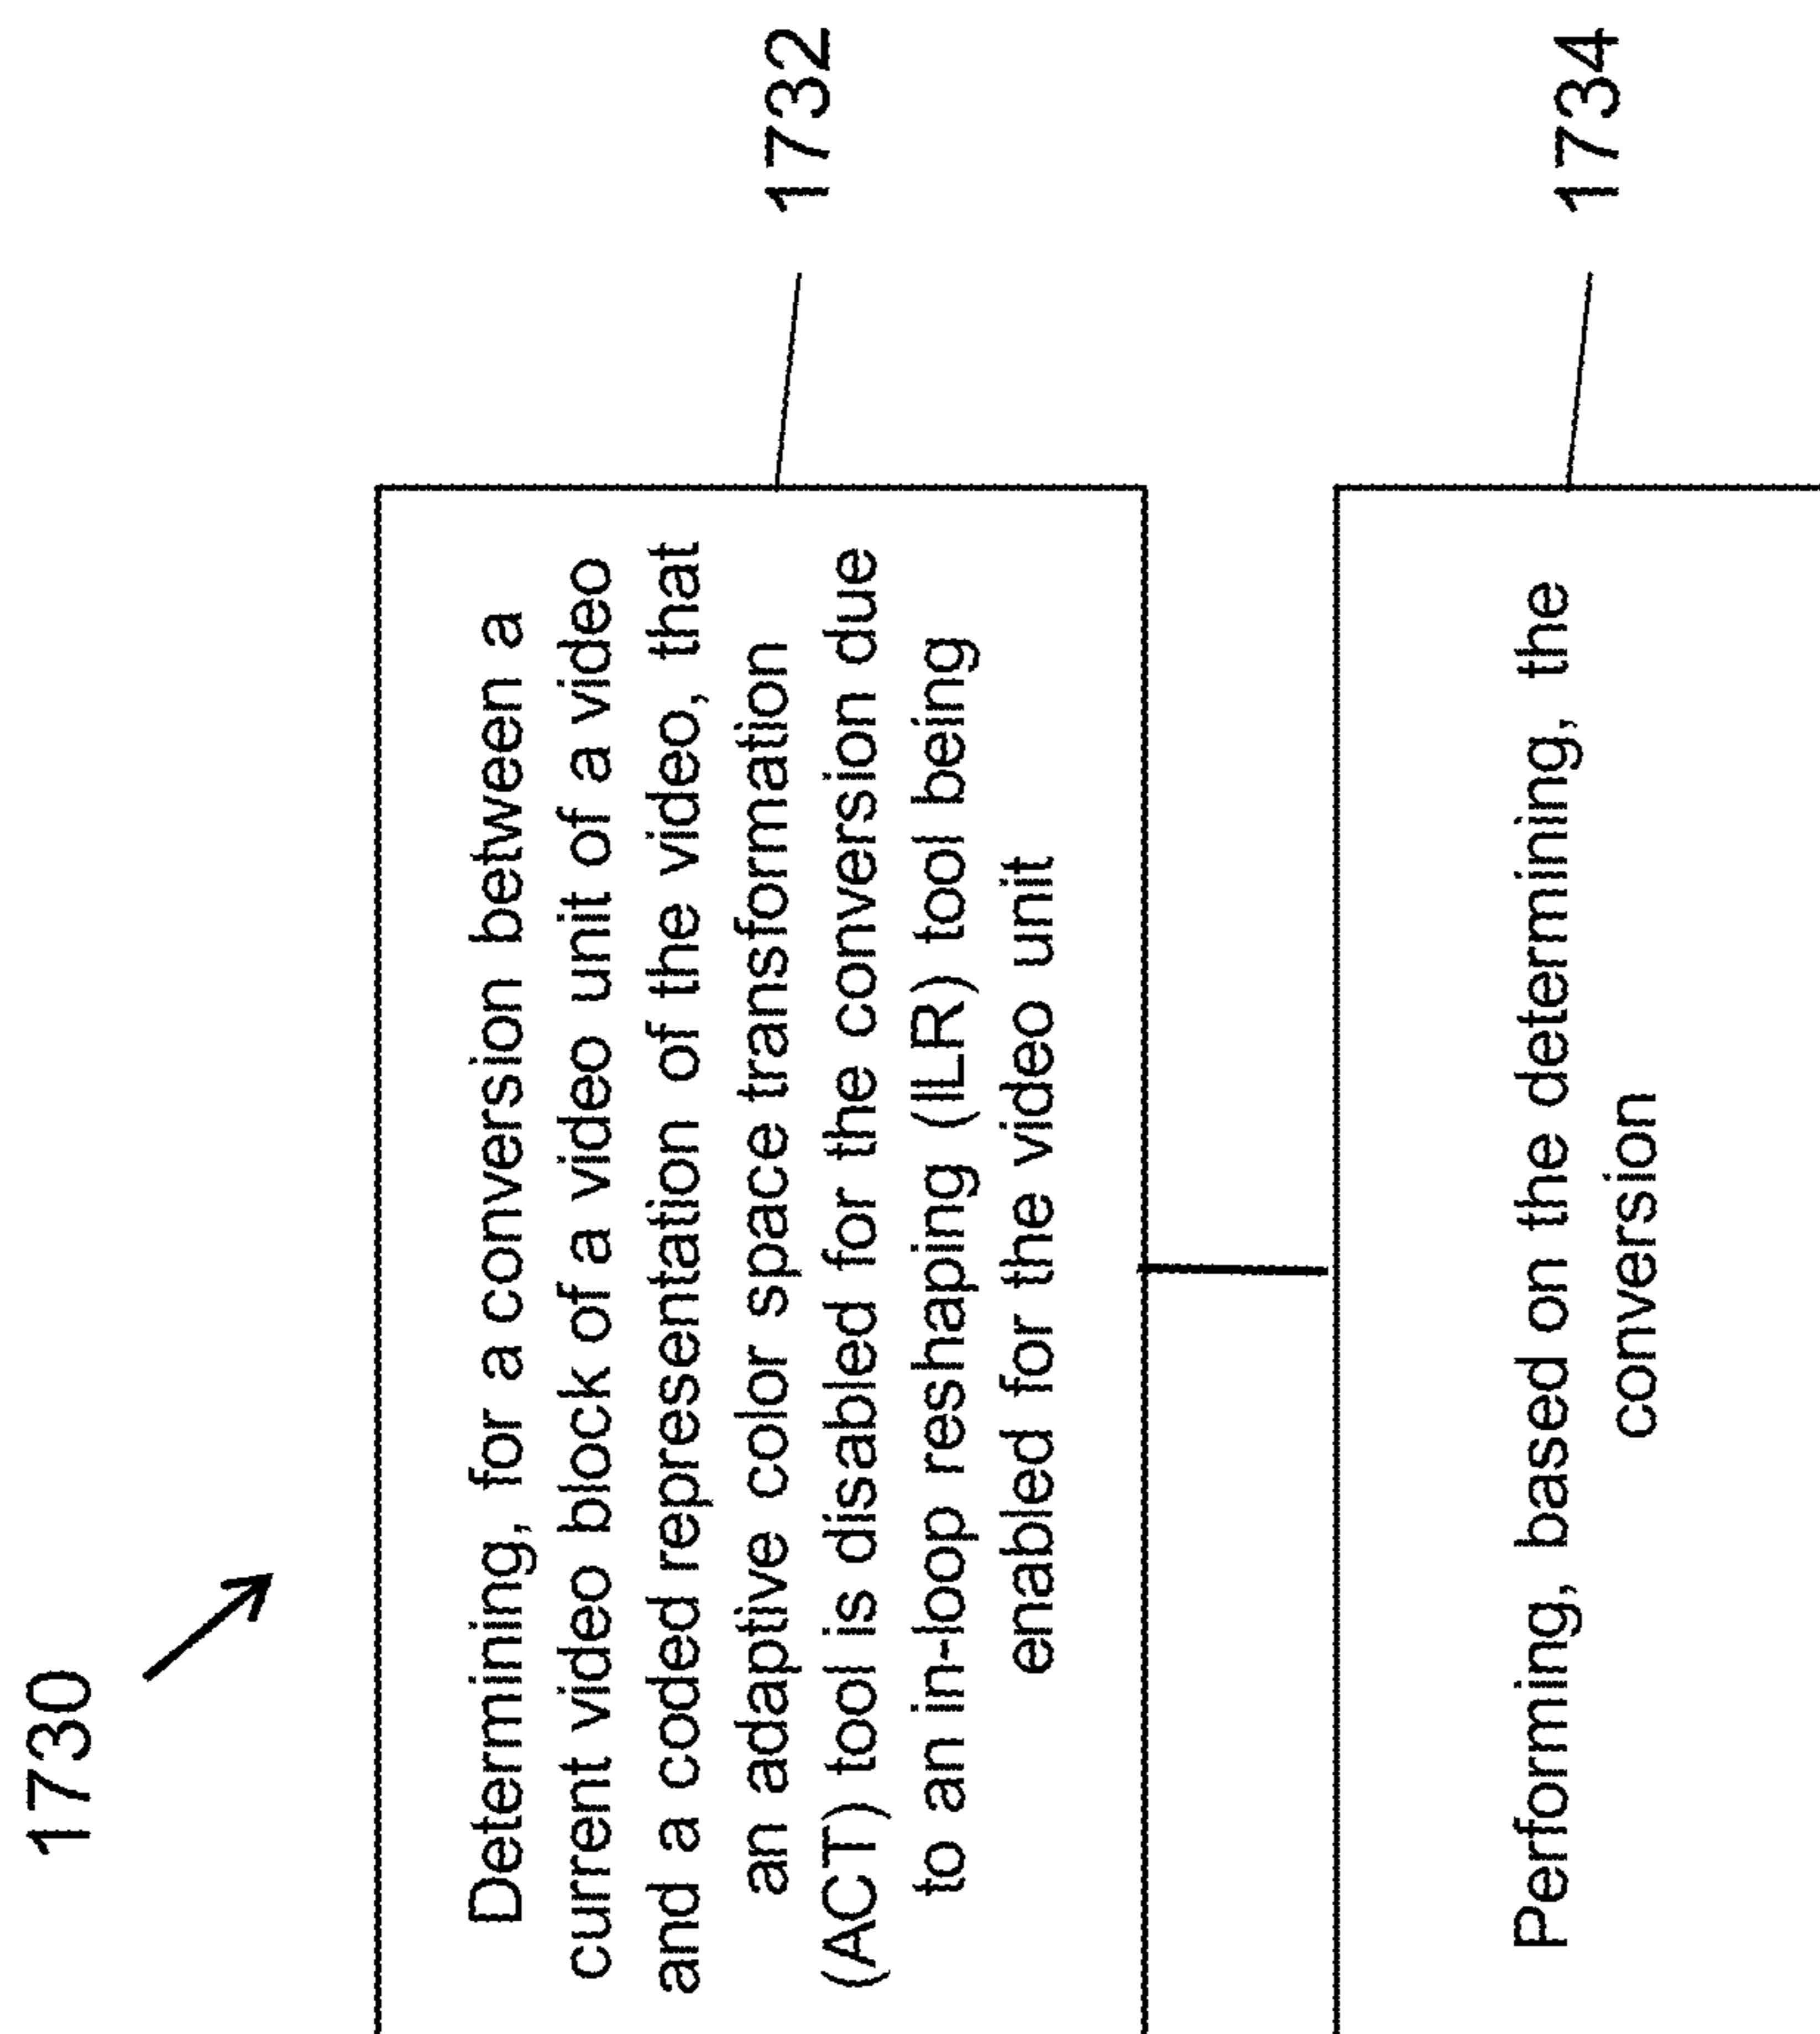 1730
Determining, for a conversion between a
current video block of a video unit of a video
and a coded representation of the video, that
an adaptive color space transformation
(ACT) tool is disabled for the conversion due
to an in-loop reshaping (ILR) tool being
enabled for the video unit
1732
Performing, based on the determining, the
conversion
1734